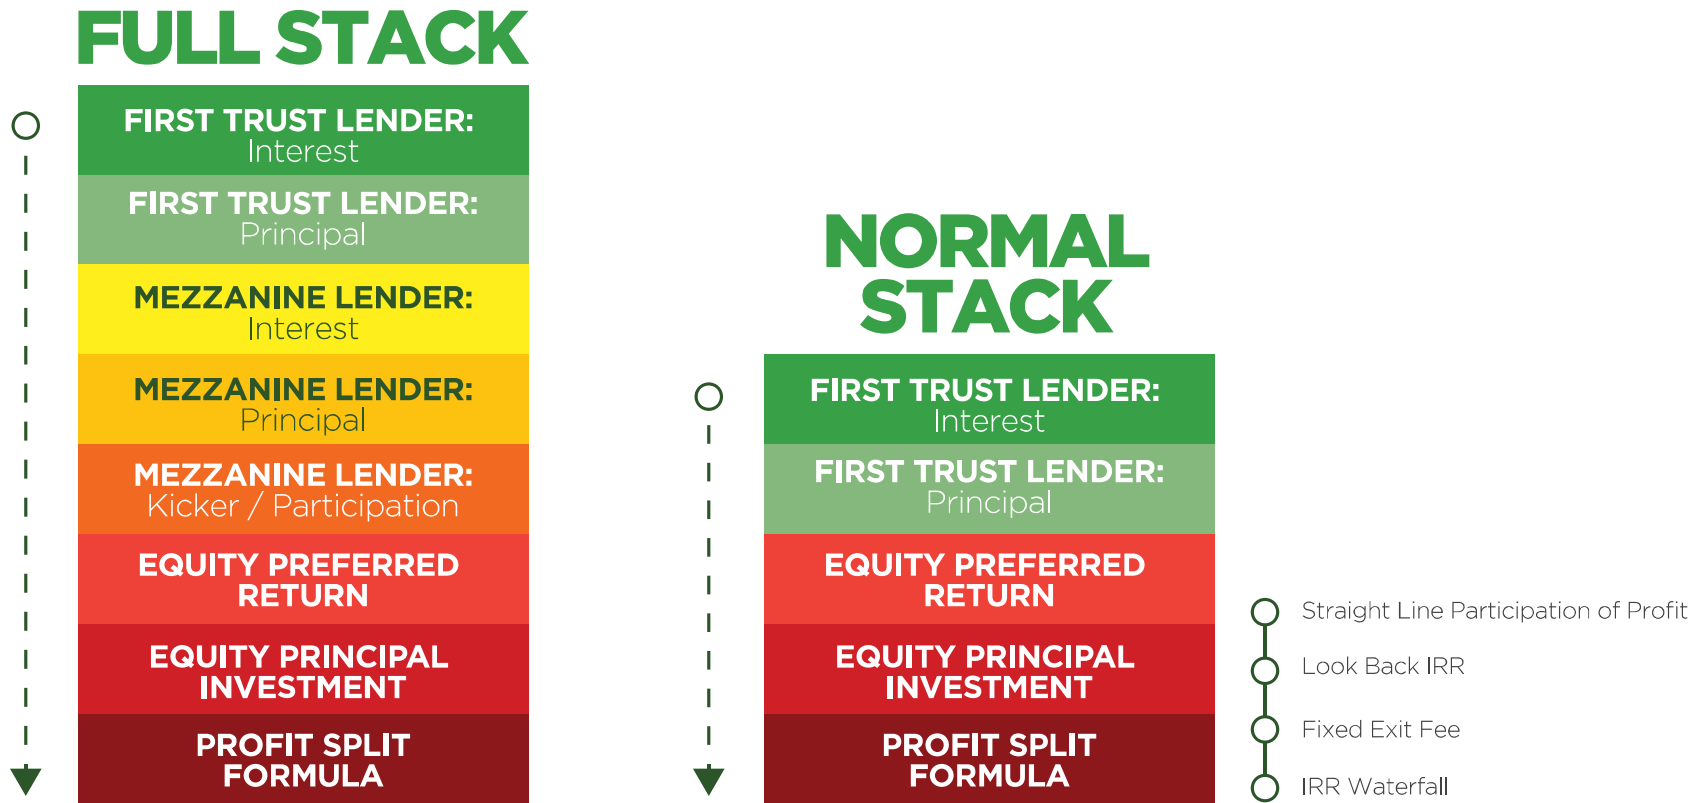 FULL STACK
FIRST TRUST LENDER:
Interest
FIRST TRUST LENDER:
Principal
MEZZANINE LENDER:
Interest
MEZZANINE LENDER:
Principal
MEZZANINE LENDER:
Kicker / Participation
EQUITY PREFERRED
RETURN
EQUITY PRINCIPAL
INVESTMENT
PROFIT SPLIT
FORMULA
NORMAL
STACK
FIRST TRUST LENDER:
Interest
FIRST TRUST LENDER:
Principal
EQUITY PREFERRED
RETURN
EQUITY PRINCIPAL
INVESTMENT
PROFIT SPLIT
FORMULA
Straight Line Participation of Profit
Look Back IRR
Fixed Exit Fee
IRR Waterfall